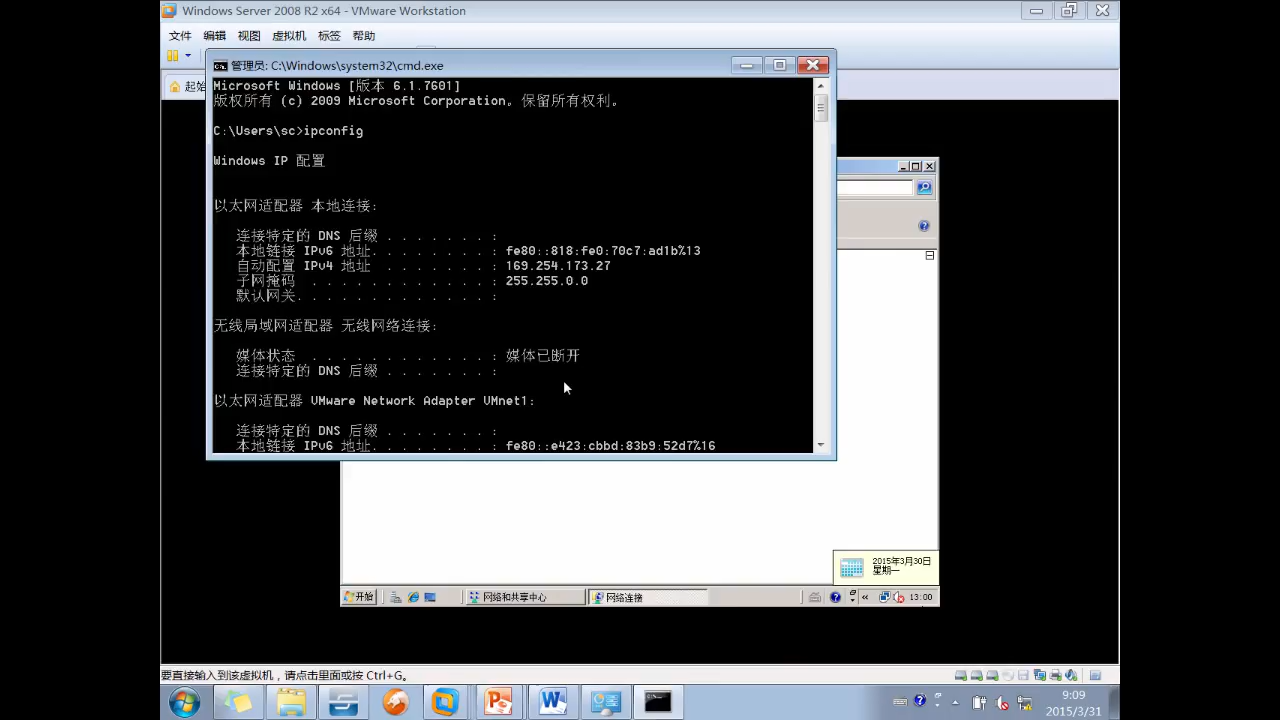 Windows Server 2008 R2 x64 - VMware Workstation
文件 编辑 视图 虚拟机 标签 帮助
起始
管理员: C:\Windows\system32\cmd.exe
Microsoft Windows [版本 6.1.7601]
版权所有 (c) 2009 Microsoft Corporation。保留所有权利。
C:\Users\sc>ipconfig
Windows IP 配置
以太网适配器 本地连接:
连接特定的 DNS 后缀 . . . . . . . :
本地链接 IPv6 地址. . . . . . . . : fe80::818:fe0:70c7:ad1b%13
自动配置 IPv4 地址 . . . . . . . : 169.254.173.27
子网掩码 . . . . . . . . . . . . : 255.255.0.0
默认网关. . . . . . . . . . . . . :
无线局域网适配器 无线网络连接:
媒体状态 . . . . . . . . . . . . : 媒体已断开
连接特定的 DNS 后缀 . . . . . . . :
以太网适配器 VMware Network Adapter VMnet1:
连接特定的 DNS 后缀 . . . . . . . :
本地链接 IPv6 地址. . . . . . . . : fe80::e423:cbbd:83b9:52d7%16
2015年3月30日
星期一
开始 网络和共享中心 网络连接 13:00
要直接输入到该虚拟机，请点击里面或按 Ctrl+G。
9:09
2015/3/31